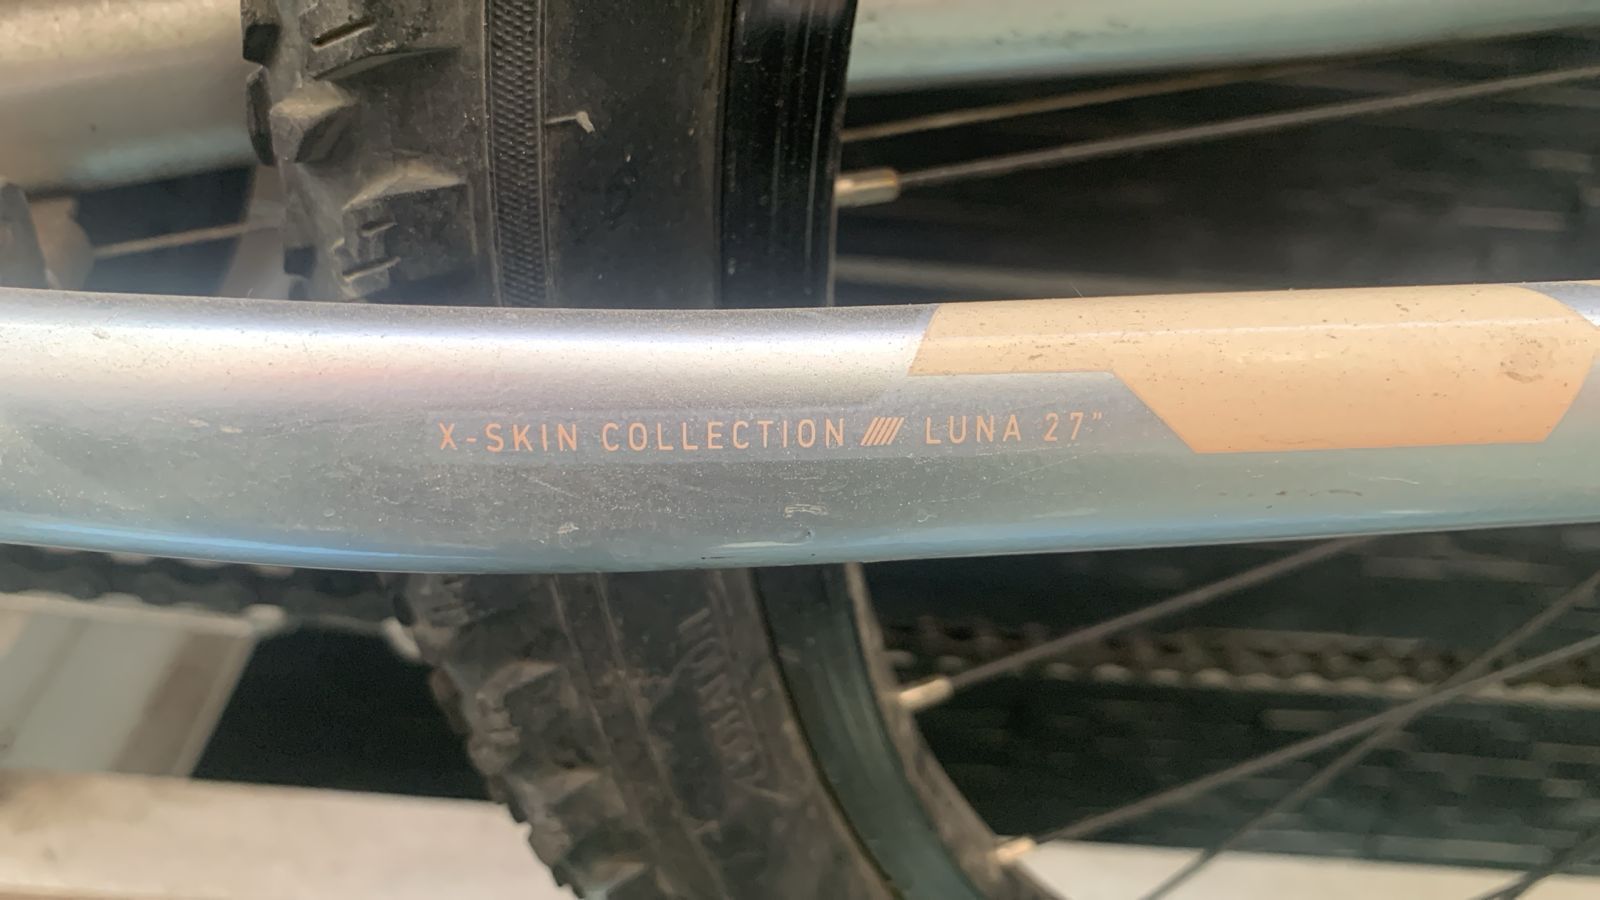 X-SKIN COLLECTION ///// LUNA 27"